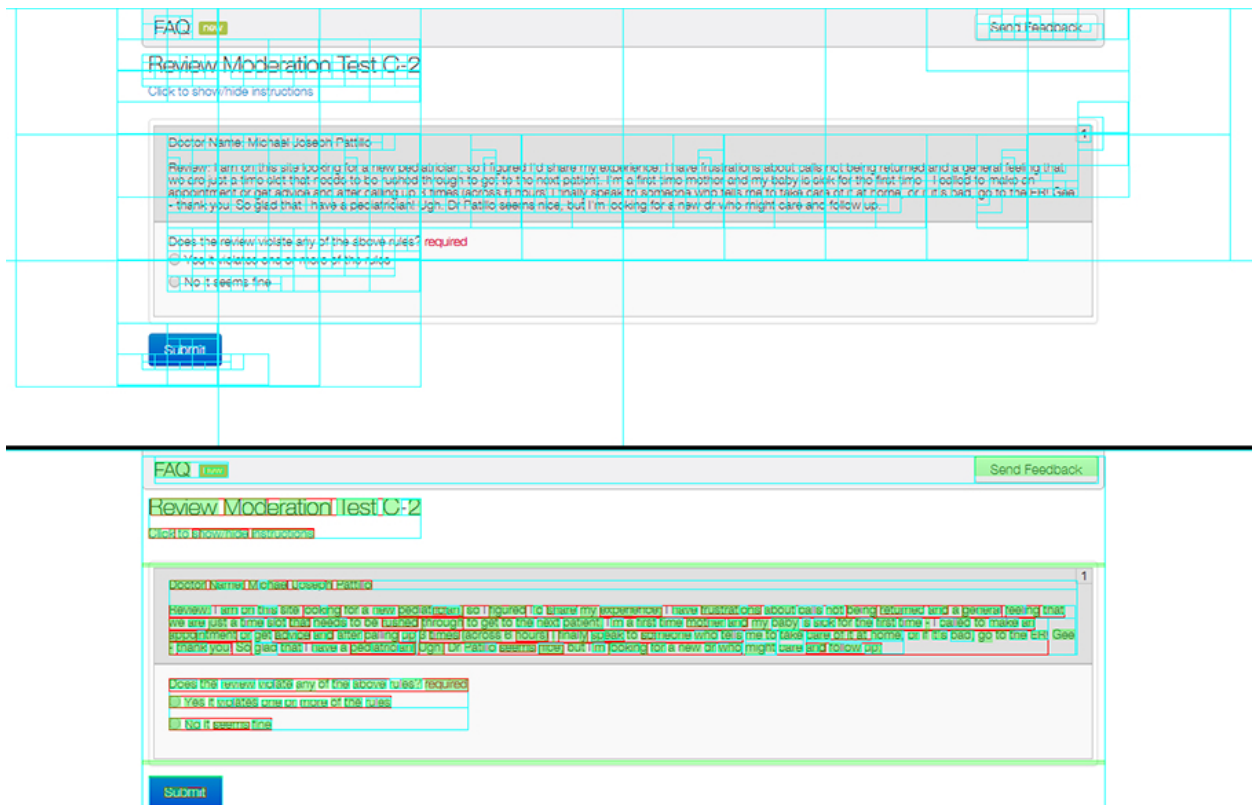 FAQ new
Send Feedback
Review Moderation Test C-2
Click to show/hide instructions
1
Doctor Name: Michael Joseph Pattillo
Review: I am on this site looking for a new pediatrician, so I figured I'd share my experience. I have frustrations about calls not being returned and a general feeling that
we are just a time slot that needs to be rushed through to get to the next patient. I'm a first time mother and my baby is sick for the first time - I called to make an
appointment or get advice and after calling up 3 times (across 6 hours) I finally speak to someone who tells me to take care of it at home, or if it's bad, go to the ER! Gee
- thank you! So glad that I have a pediatrician! Ugh. Dr Patillo seems nice, but I'm looking for a new dr who might care and follow up.
Does the review violate any of the above rules? required
Yes it violates one or more of the rules
No it seems fine
Submit
FAQ new
Send Feedback
Review Moderation Test C-2
Click to show/hide instructions
1
Doctor Name: Michael Joseph Pattillo
Review: I am on this site looking for a new pediatrician, so I figured I'd share my experience. I have frustrations about calls not being returned and a general feeling that
we are just a time slot that needs to be rushed through to get to the next patient. I'm a first time mother and my baby is sick for the first time - I called to make an
appointment or get advice and after calling up 3 times (across 6 hours) I finally speak to someone who tells me to take care of it at home, or if it's bad, go to the ER! Gee
- thank you! So glad that I have a pediatrician! Ugh. Dr Patillo seems nice, but I'm looking for a new dr who might care and follow up.
Does the review violate any of the above rules? required
Yes it violates one or more of the rules
No it seems fine
Submit